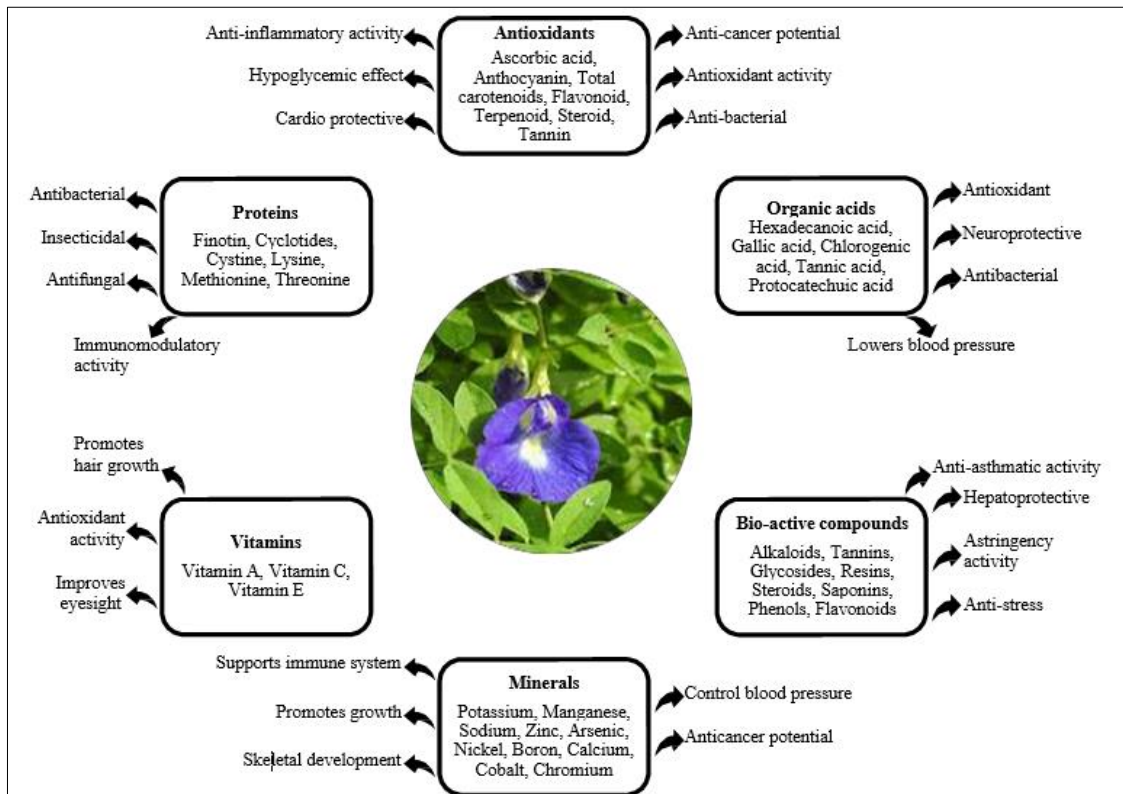 Anti-inflammatory activity
Hypoglycemic effect
Cardio protective
Antioxidants
Ascorbic acid,
Anthocyanin, Total
carotenoids, Flavonoid,
Terpenoid, Steroid,
Tannin
Anti-cancer potential
Antioxidant activity
Anti-bacterial
Antibacterial
Insecticidal
Antifungal
Immunomodulatory
activity
Proteins
Finotin, Cyclotides,
Cystine, Lysine,
Methionine, Threonine
Organic acids
Hexadecanoic acid,
Gallic acid, Chlorogenic
acid, Tannic acid,
Protocatechuic acid
Antioxidant
Neuroprotective
Antibacterial
Lowers blood pressure
Promotes
hair growth
Antioxidant
activity
Improves
eyesight
Vitamins
Vitamin A, Vitamin C,
Vitamin E
Bio-active compounds
Alkaloids, Tannins,
Glycosides, Resins,
Steroids, Saponins,
Phenols, Flavonoids
Anti-asthmatic activity
Hepatoprotective
Astringency
activity
Anti-stress
Supports immune system
Promotes growth
Skeletal development
Minerals
Potassium, Manganese,
Sodium, Zinc, Arsenic,
Nickel, Boron, Calcium,
Cobalt, Chromium
Control blood pressure
Anticancer potential